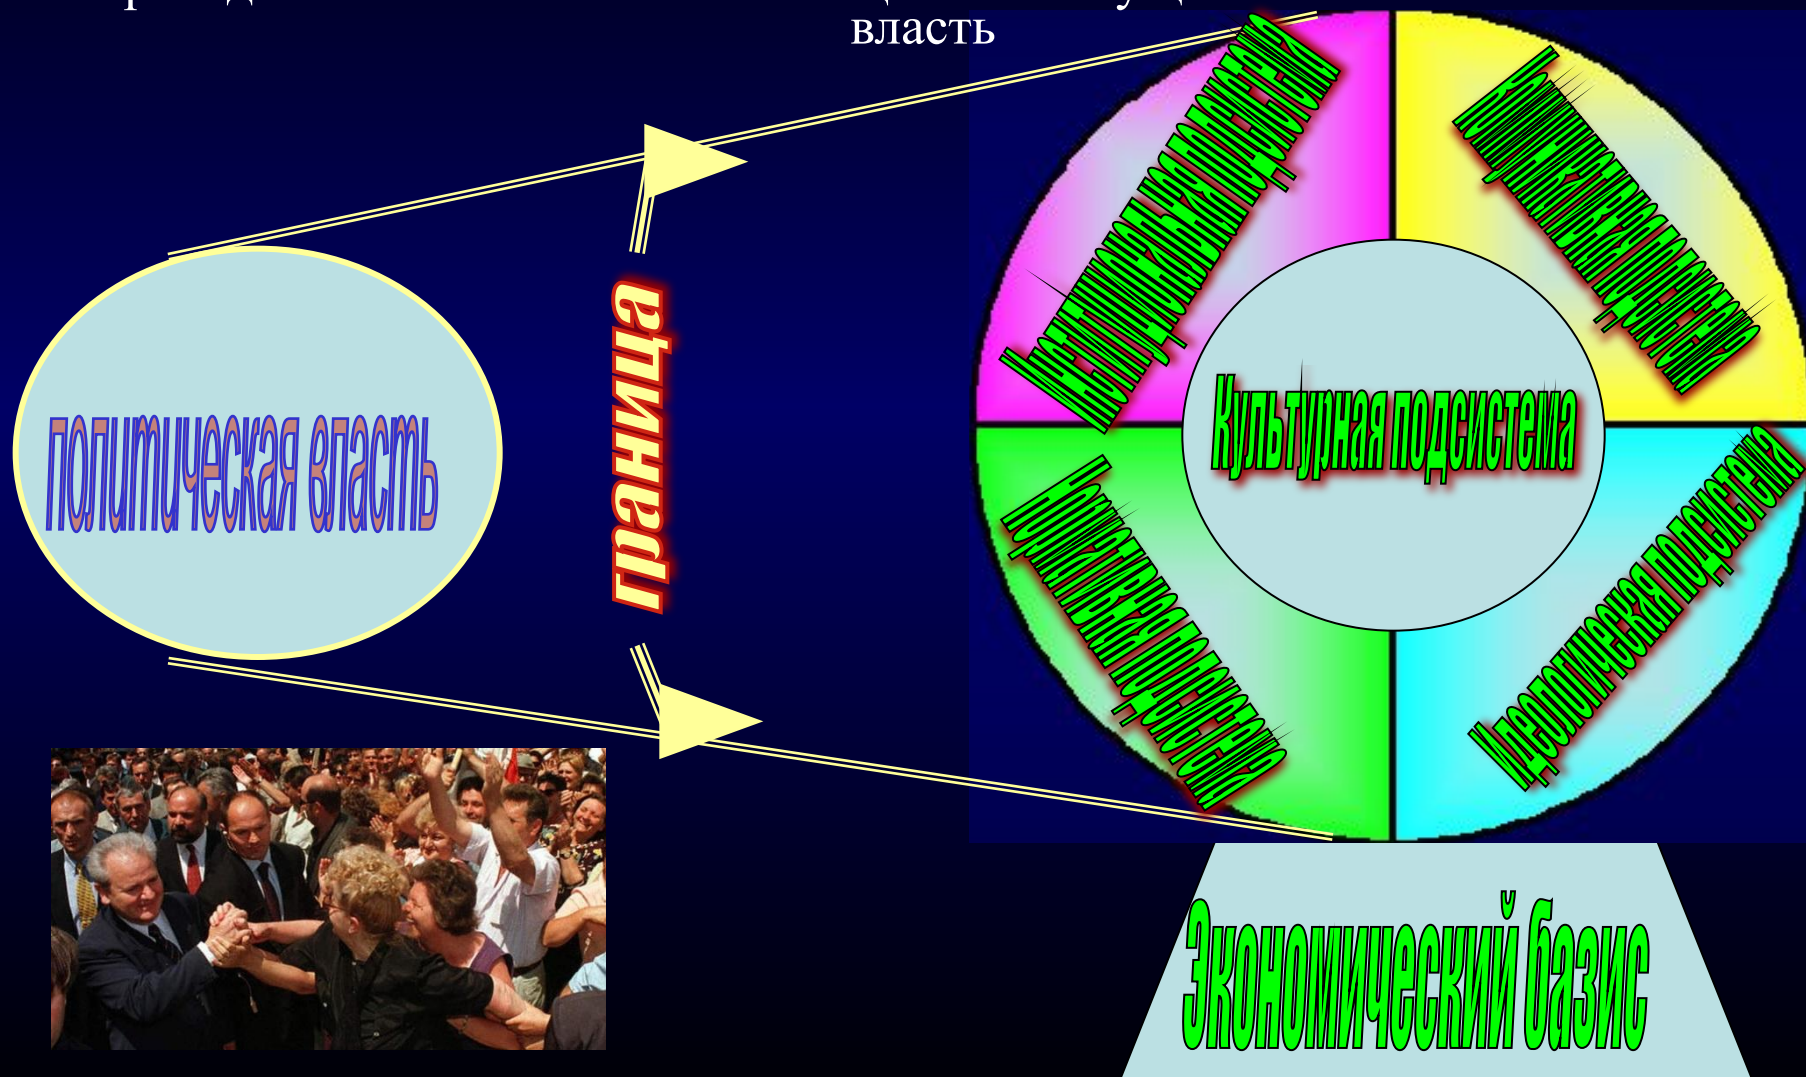 власть
Институциональная подсистема
Коммуникативная подсистема
политическая власть
граница
Культурная подсистема
Нормативная подсистема
Идеологическая подсистема
Экономический базис